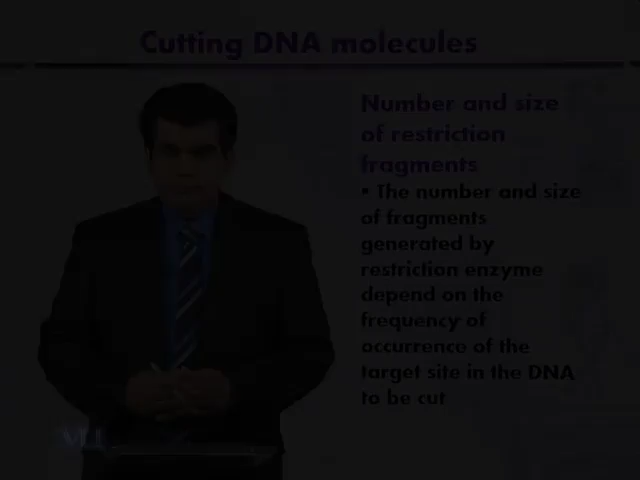 Cutting DNA molecules
Number and size
of restriction
fragments
• The number and size
of fragments
generated by
restriction enzyme
depend on the
frequency of
accurrence of the
target site in the DNA
to be cut